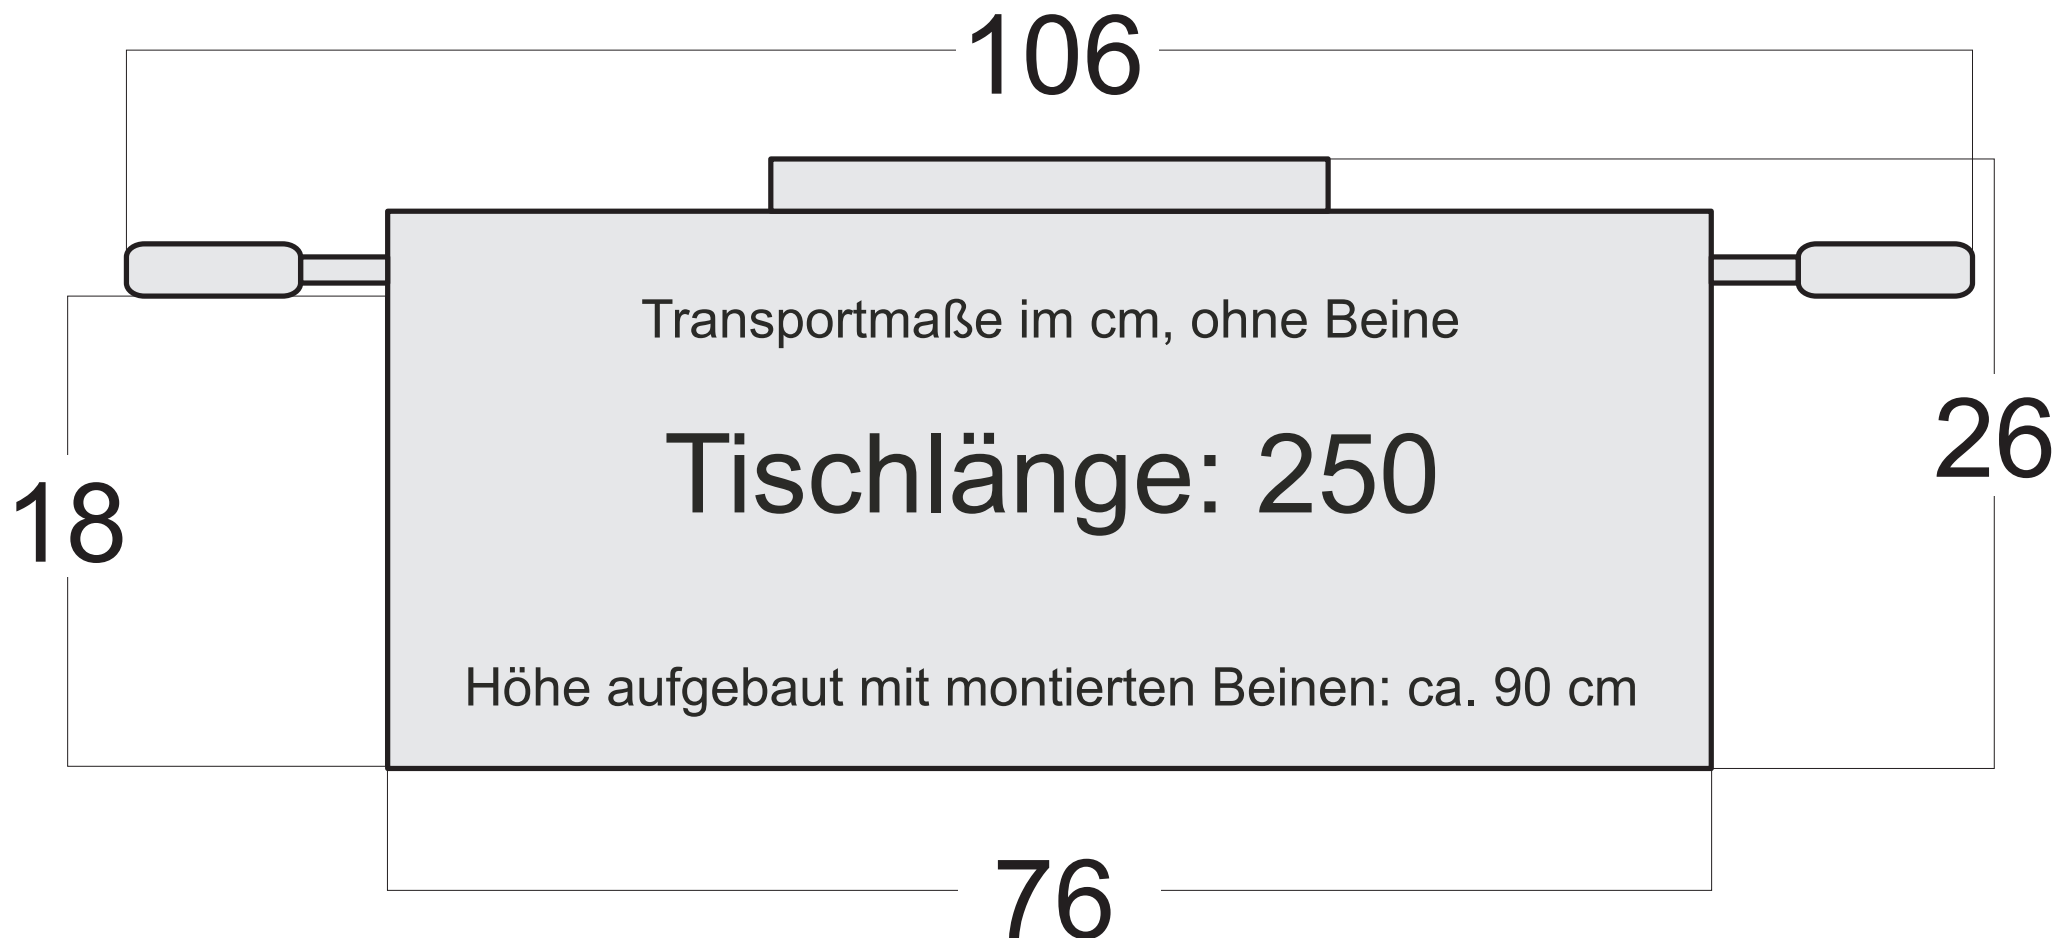 106
Transportmaße im cm, ohne Beine
26
Tischlänge: 250
18
Höhe aufgebaut mit montierten Beinen: ca. 90 cm
76